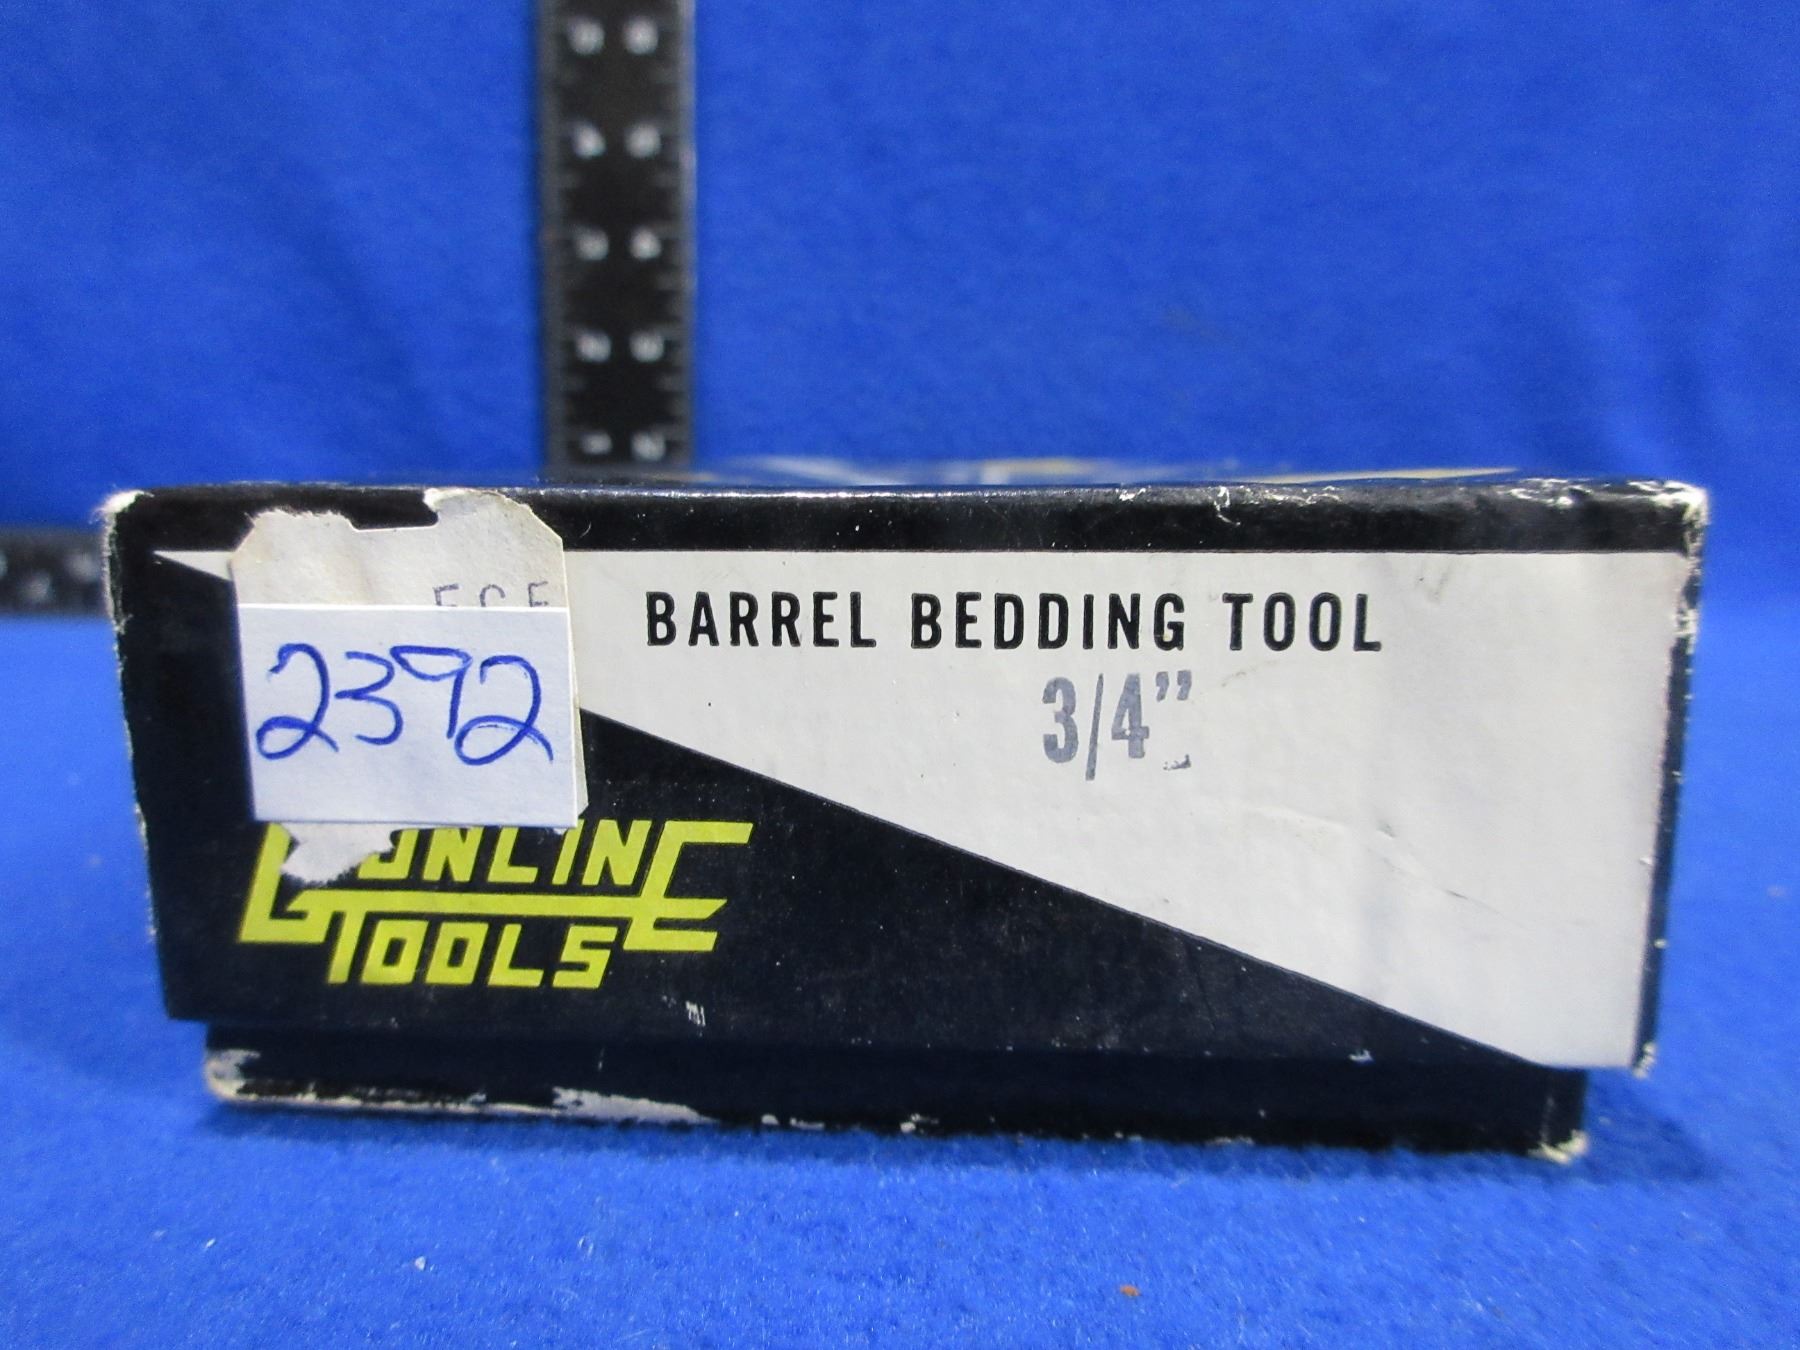 BARREL BEDDING TOOL
3/4"
2392
GUNLINE
TOOLS